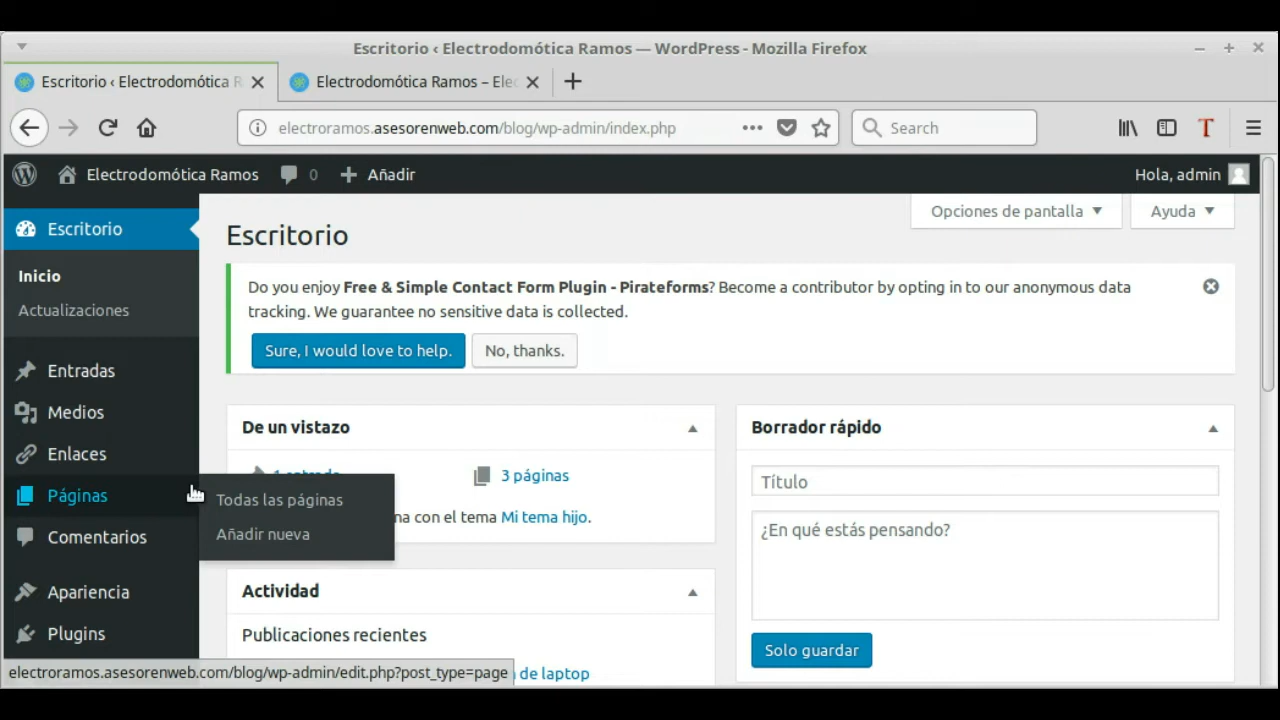 Escritorio ‹ Electrodomótica Ramos — WordPress - Mozilla Firefox
Escritorio ‹ Electrodomótica R
Electrodomótica Ramos – Elec
electroramos.asesorenweb.com/blog/wp-admin/index.php
Search
Electrodomótica Ramos
0
Añadir
Hola, admin
Opciones de pantalla
Ayuda
Escritorio
Escritorio
Inicio
Actualizaciones
Entradas
Medios
Enlaces
Páginas
Comentarios
Apariencia
Plugins
Todas las páginas
Añadir nueva
Do you enjoy Free & Simple Contact Form Plugin - Pirateforms? Become a contributor by opting in to our anonymous data
tracking. We guarantee no sensitive data is collected.
Sure, I would love to help.
No, thanks.
De un vistazo
1 entrada
3 páginas
na con el tema Mi tema hijo.
Actividad
Publicaciones recientes
de laptop
Borrador rápido
Título
¿En qué estás pensando?
Solo guardar
electroramos.asesorenweb.com/blog/wp-admin/edit.php?post_type=page